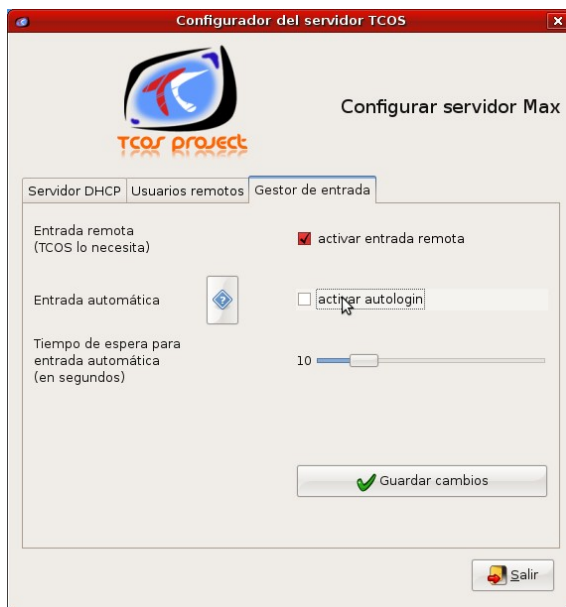 Configurador del servidor TCOS
TCOS PROJECT
Configurar servidor Max
Servidor DHCP Usuarios remotos Gestor de entrada
Entrada remota
(TCOS lo necesita)
activar entrada remota
Entrada automática
activar autologin
Tiempo de espera para
entrada automática
(en segundos)
10
Guardar cambios
Salir